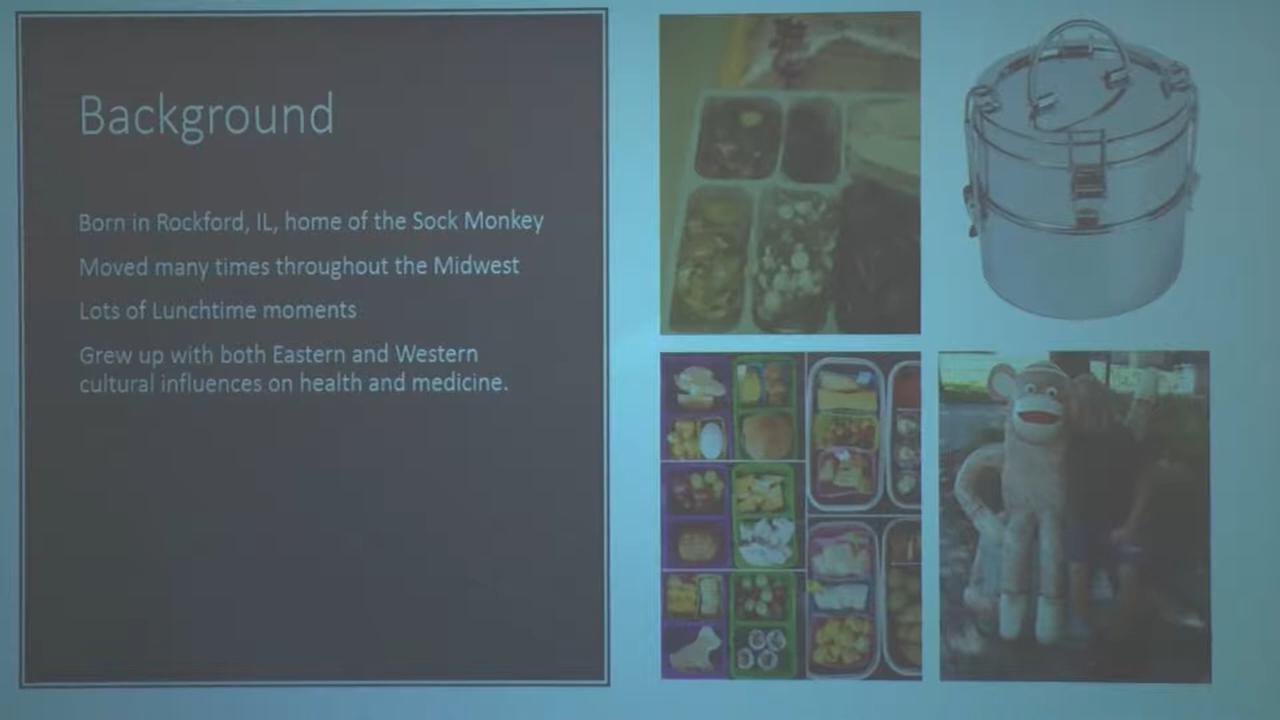 Background
Born in Rockford, IL, home of the Sock Monkey
Moved many times throughout the Midwest
Lots of Lunchtime moments
Grew up with both Eastern and Western
cultural influences on health and medicine.